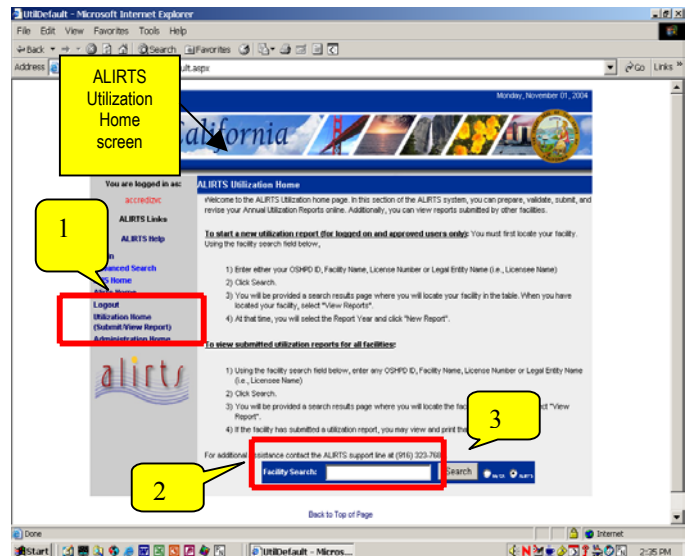 UtilDefault - Microsoft Internet Explorer
File Edit View Favorites Tools Help
Back Search Favorites
Address ult.aspx Go Links
ALIRTS
Utilization
Home
screen
Monday, November 01, 2004
California
You are logged in as:
ALIRTS Links
ALIRTS Help
1
Advanced Search
Home
Logout
Utilization Home
(Submit/View Report)
Administration Home
alirts
ALIRTS Utilization Home
Welcome to the ALIRTS Utilization home page. In this section of the ALIRTS system, you can prepare, validate, submit, and
revise your Annual Utilization Reports online. Additionally, you can view reports submitted by other facilities.
To start a new utilization report (for logged on and approved users only): You must first locate your facility.
Using the facility search field below,
1) Enter either your OSHPD ID, Facility Name, License Number or Legal Entity Name (i.e., Licensee Name)
2) Click Search.
3) You will be provided a search results page where you will locate your facility in the table. When you have
located your facility, select "View Reports".
4) At that time, you will select the Report Year and click "New Report".
To view submitted utilization reports for all facilities:
1) Using the facility search field below, enter any OSHPD ID, Facility Name, License Number or Legal Entity Name
(i.e., Licensee Name)
2) Click Search.
3) You will be provided a search results page where you will locate the "View
Report".
4) If the facility has submitted a utilization report, you may view and print
3
For additional assistance contact the ALIRTS support line at (916) 323-
2
Facility Search: Search
Back to Top of Page
Done Internet
Start UtilDefault - Micros... 2:35 PM